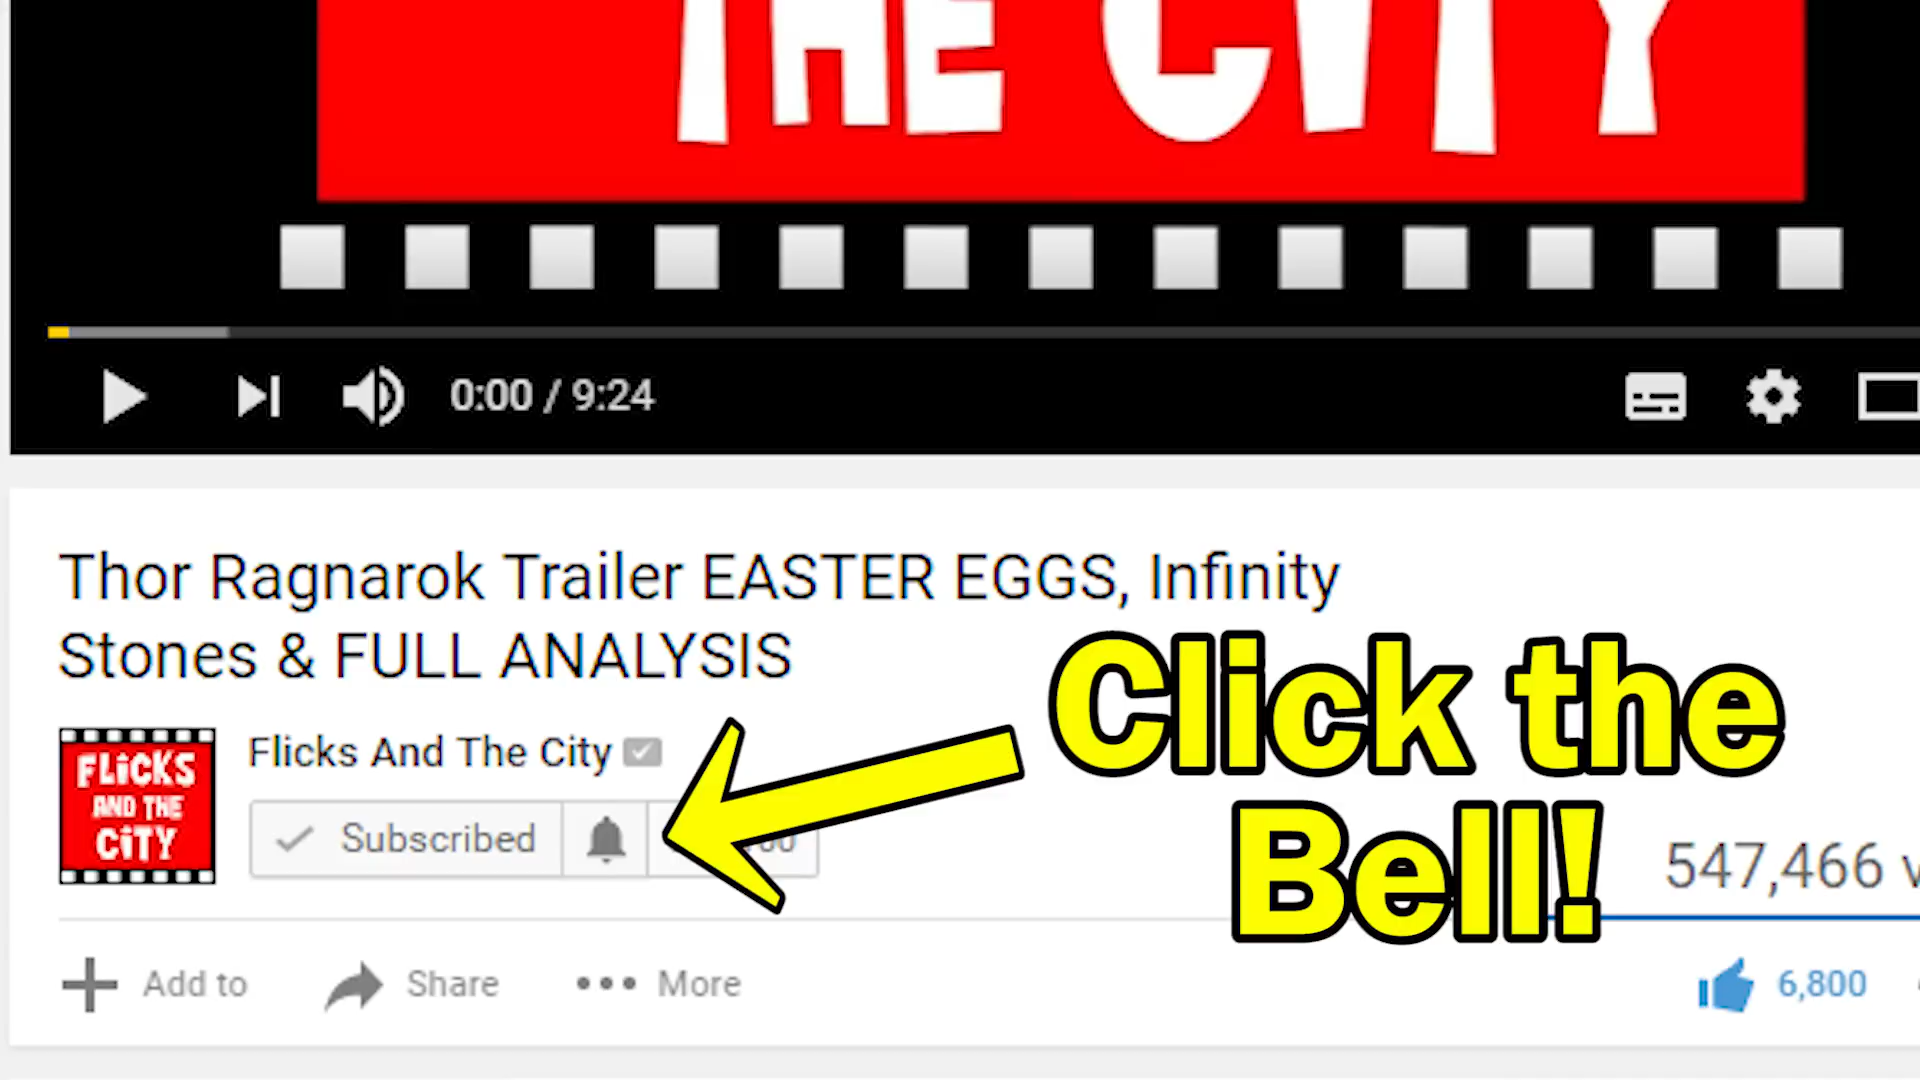 THE CITY
0:00 / 9:24
Thor Ragnarok Trailer EASTER EGGS, Infinity
Stones & FULL ANALYSIS
FLiCKS
AND THE
CiTY
Flicks And The City
Subscribed
Click the
Bell!
547,466
Add to
Share
More
6,800